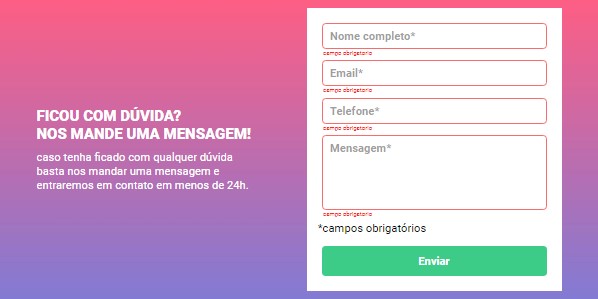 FICOU COM DÚVIDA?
NOS MANDE UMA MENSAGEM!
caso tenha ficado com qualquer dúvida
basta nos mandar uma mensagem e
entraremos em contato em menos de 24h.
Nome completo*
campo obrigatorio
Email*
campo obrigatorio
Telefone*
campo obrigatorio
Mensagem*
campo obrigatorio
*campos obrigatórios
Enviar